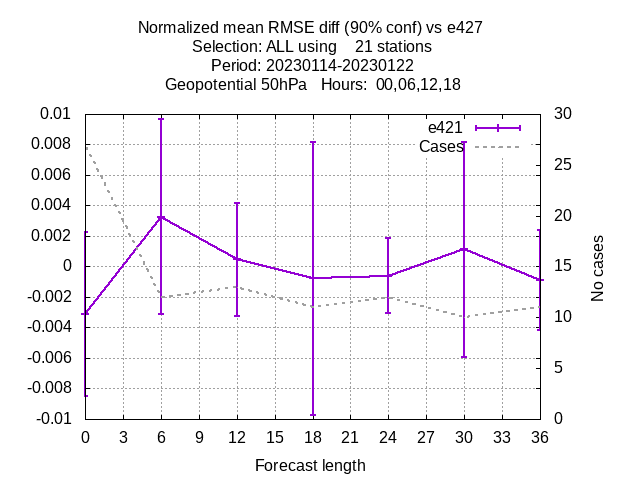 Normalized mean RMSE diff (90% conf) vs e427
Selection: ALL using    21 stations
Period: 20230114-20230122
Geopotential 50hPa   Hours:  00,06,12,18
e421
Cases
0.01
0.008
0.006
0.004
0.002
0
-0.002
-0.004
-0.006
-0.008
-0.01
30
25
20
15
10
5
0
No cases
0 3 6 9 12 15 18 21 24 27 30 33 36
Forecast length